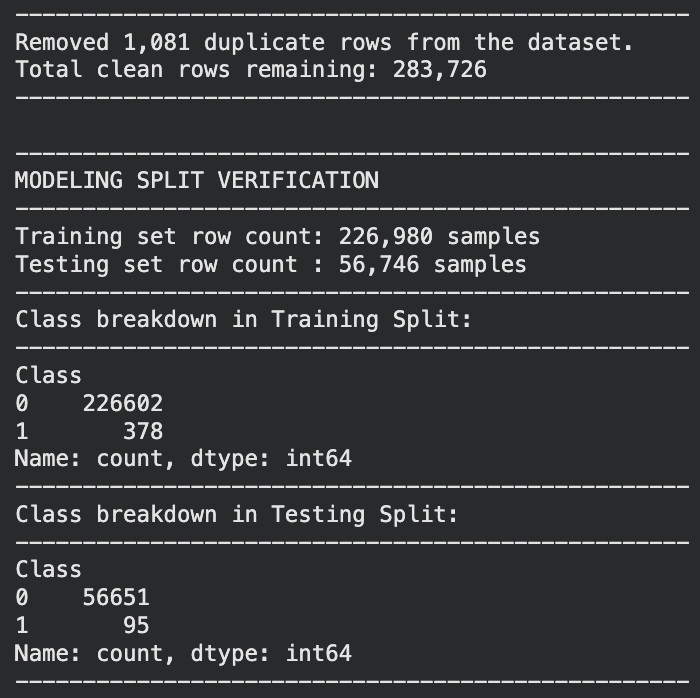 --------------------------------------------------
Removed 1,081 duplicate rows from the dataset.
Total clean rows remaining: 283,726
--------------------------------------------------

--------------------------------------------------
MODELING SPLIT VERIFICATION
--------------------------------------------------
Training set row count: 226,980 samples
Testing set row count : 56,746 samples
--------------------------------------------------
Class breakdown in Training Split:
--------------------------------------------------
Class
0    226602
1       378
Name: count, dtype: int64
--------------------------------------------------
Class breakdown in Testing Split:
--------------------------------------------------
Class
0    56651
1       95
Name: count, dtype: int64
--------------------------------------------------